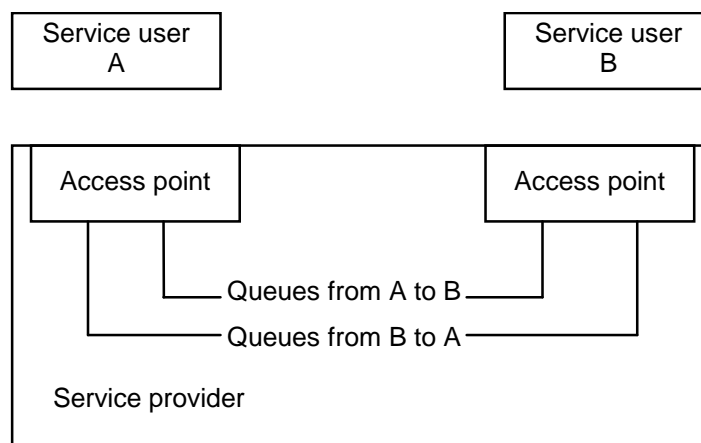 Service user
A
Service user
B
Access point
Access point
Queues from A to B
Queues from B to A
Service provider